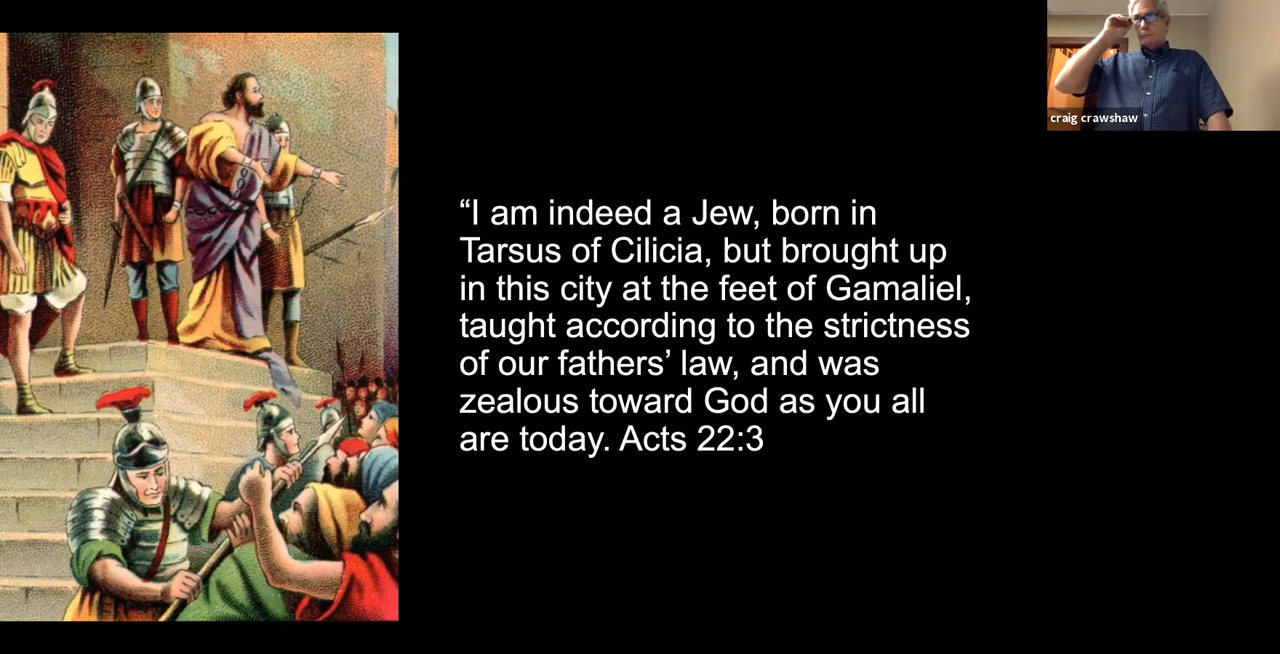 craig crawshaw
“I am indeed a Jew, born in
Tarsus of Cilicia, but brought up
in this city at the feet of Gamaliel,
taught according to the strictness
of our fathers’ law, and was
zealous toward God as you all
are today. Acts 22:3